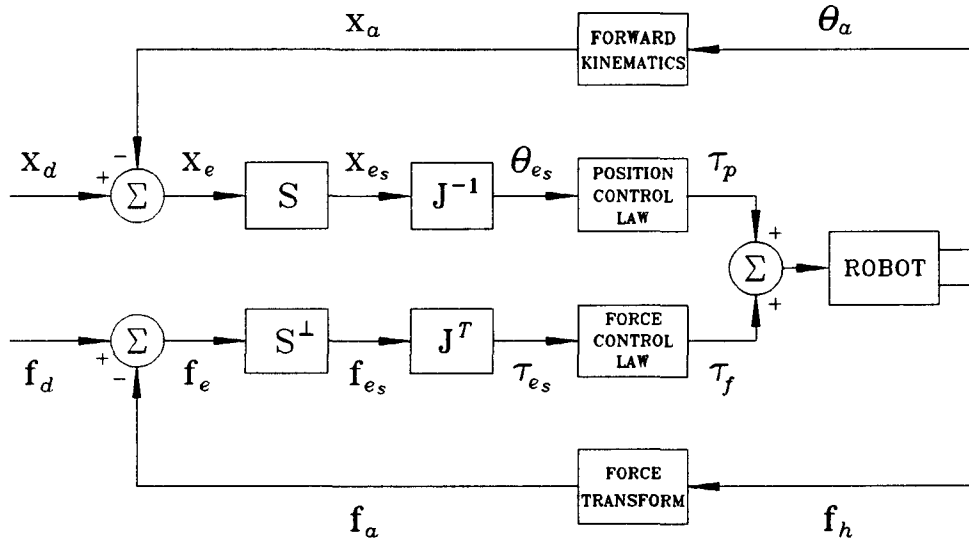 x_a
FORWARD
KINEMATICS
θ_a
x_d
+
−
Σ
x_e
S
x_{e_s}
J^{-1}
θ_{e_s}
POSITION
CONTROL
LAW
τ_p
+
Σ
+
ROBOT
f_d
+
−
Σ
f_e
S^⊥
f_{e_s}
J^T
τ_{e_s}
FORCE
CONTROL
LAW
τ_f
f_a
FORCE
TRANSFORM
f_h